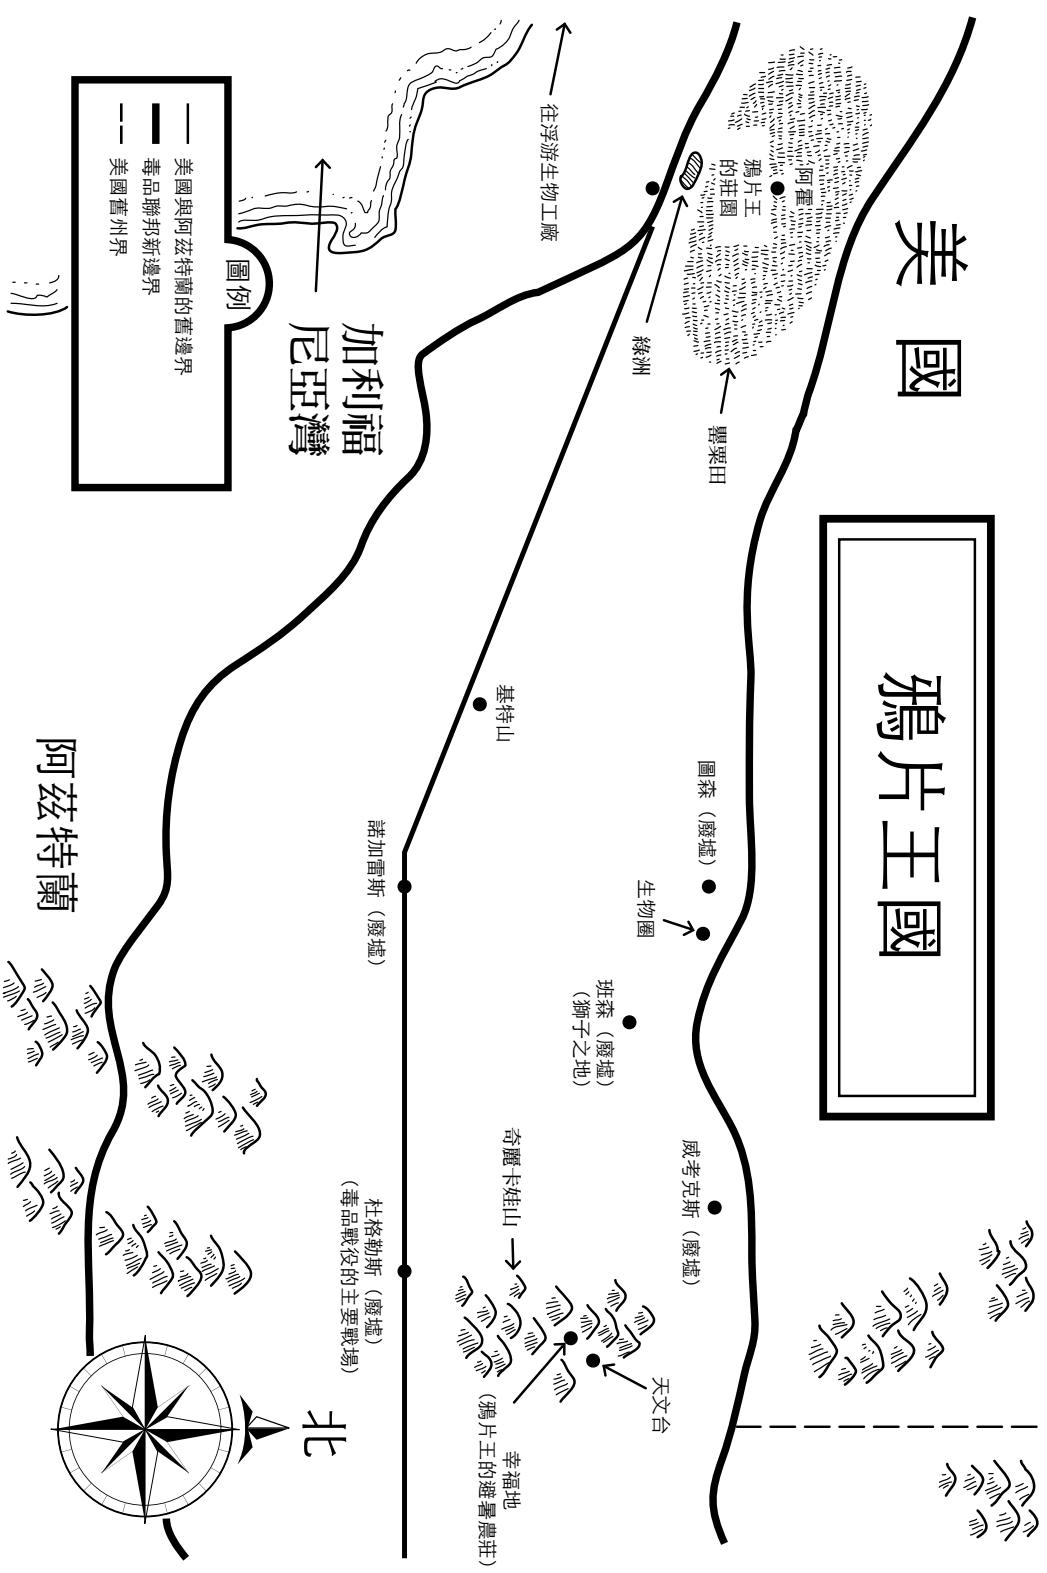 鴉片王國
美國
阿霍
鴉片王
的莊園
往浮游生物工廠
綠洲
罌粟田
加利福
尼亞灣
圖例
美國與阿茲特蘭的舊邊界
毒品聯邦新邊界
美國舊州界
基特山
圖森（廢墟）
生物圈
諾加雷斯（廢墟）
班森（廢墟）
（獅子之地）
阿茲特蘭
威考克斯（廢墟）
奇麗卡娃山
杜格勒斯（廢墟）
（毒品戰役的主要戰場）
天文台
幸福地
（鴉片王的避暑農莊）
北